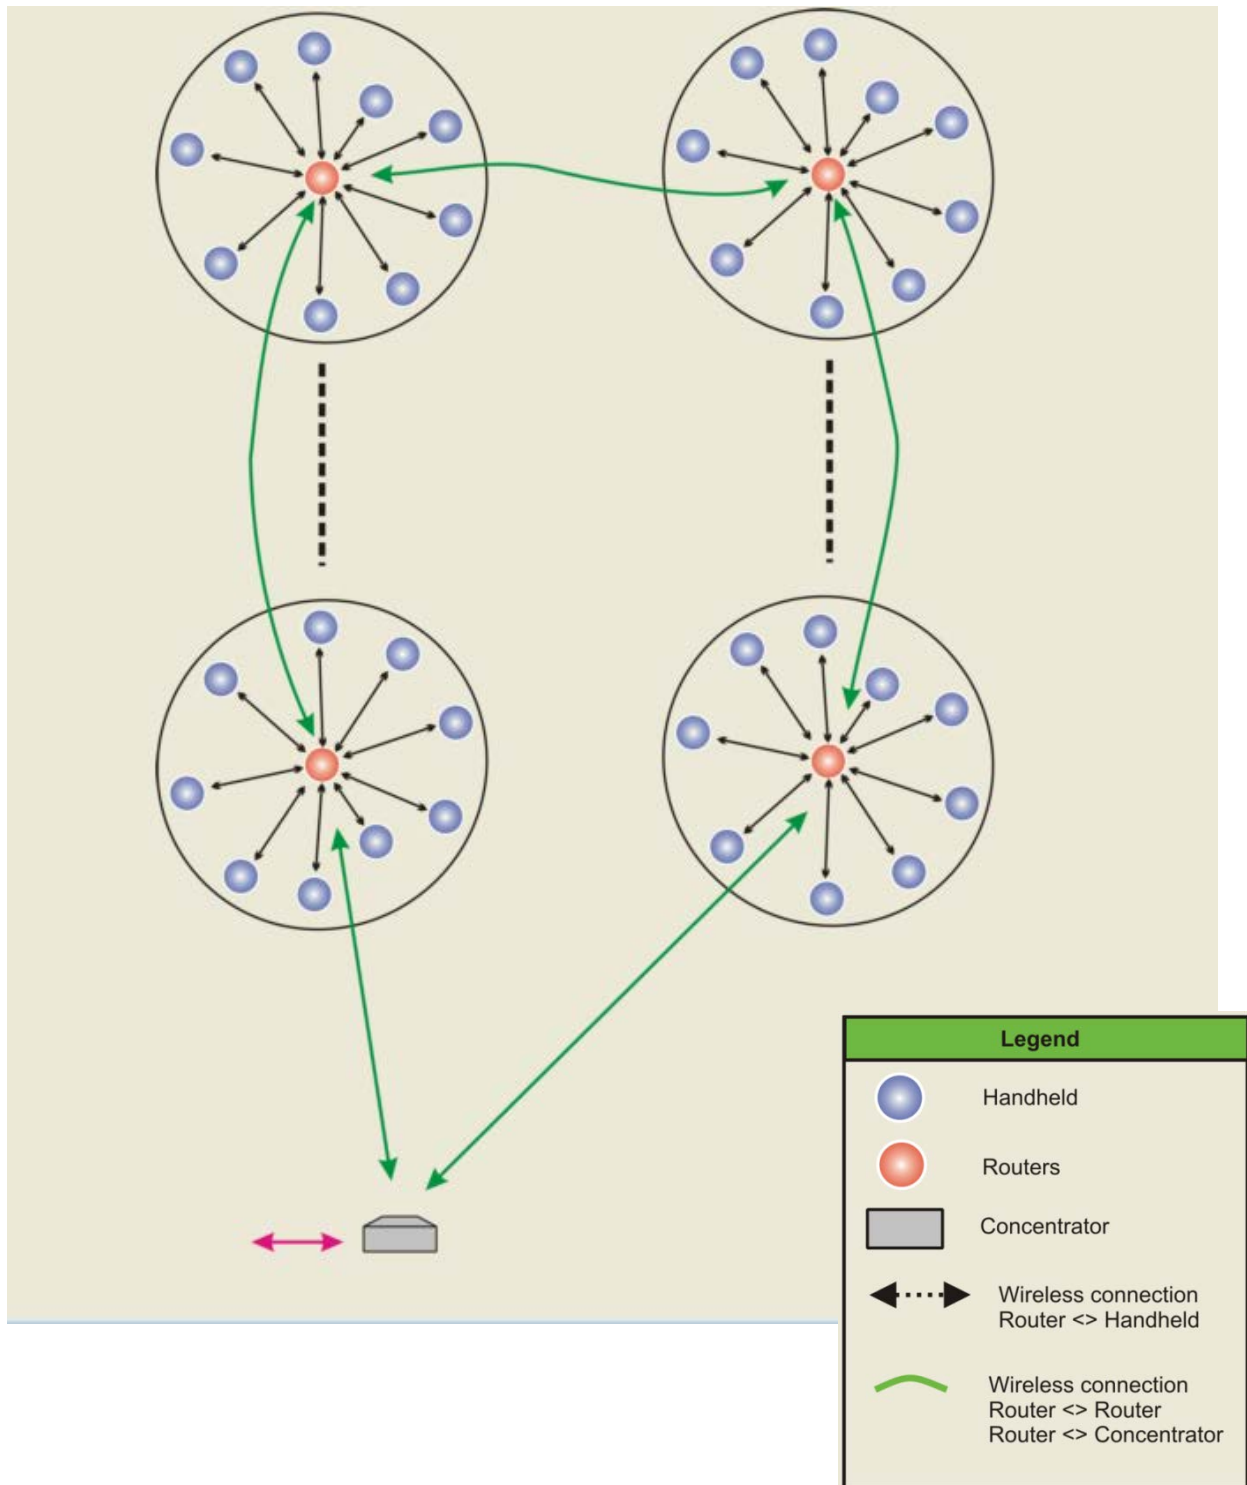 Legend
Handheld
Routers
Concentrator
Wireless connection
Router <> Handheld
Wireless connection
Router <> Router
Router <> Concentrator